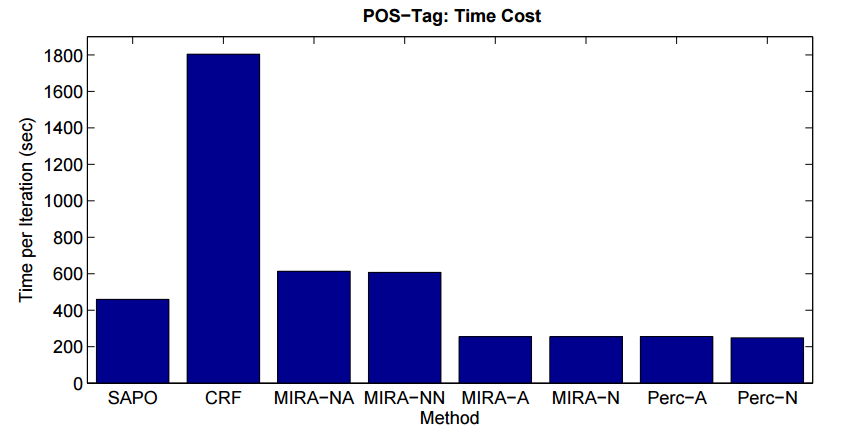 POS−Tag: Time Cost
Time per Iteration (sec)
1800
1600
1400
1200
1000
800
600
400
200
0
SAPO CRF MIRA−NA MIRA−NN MIRA−A MIRA−N Perc−A Perc−N
Method